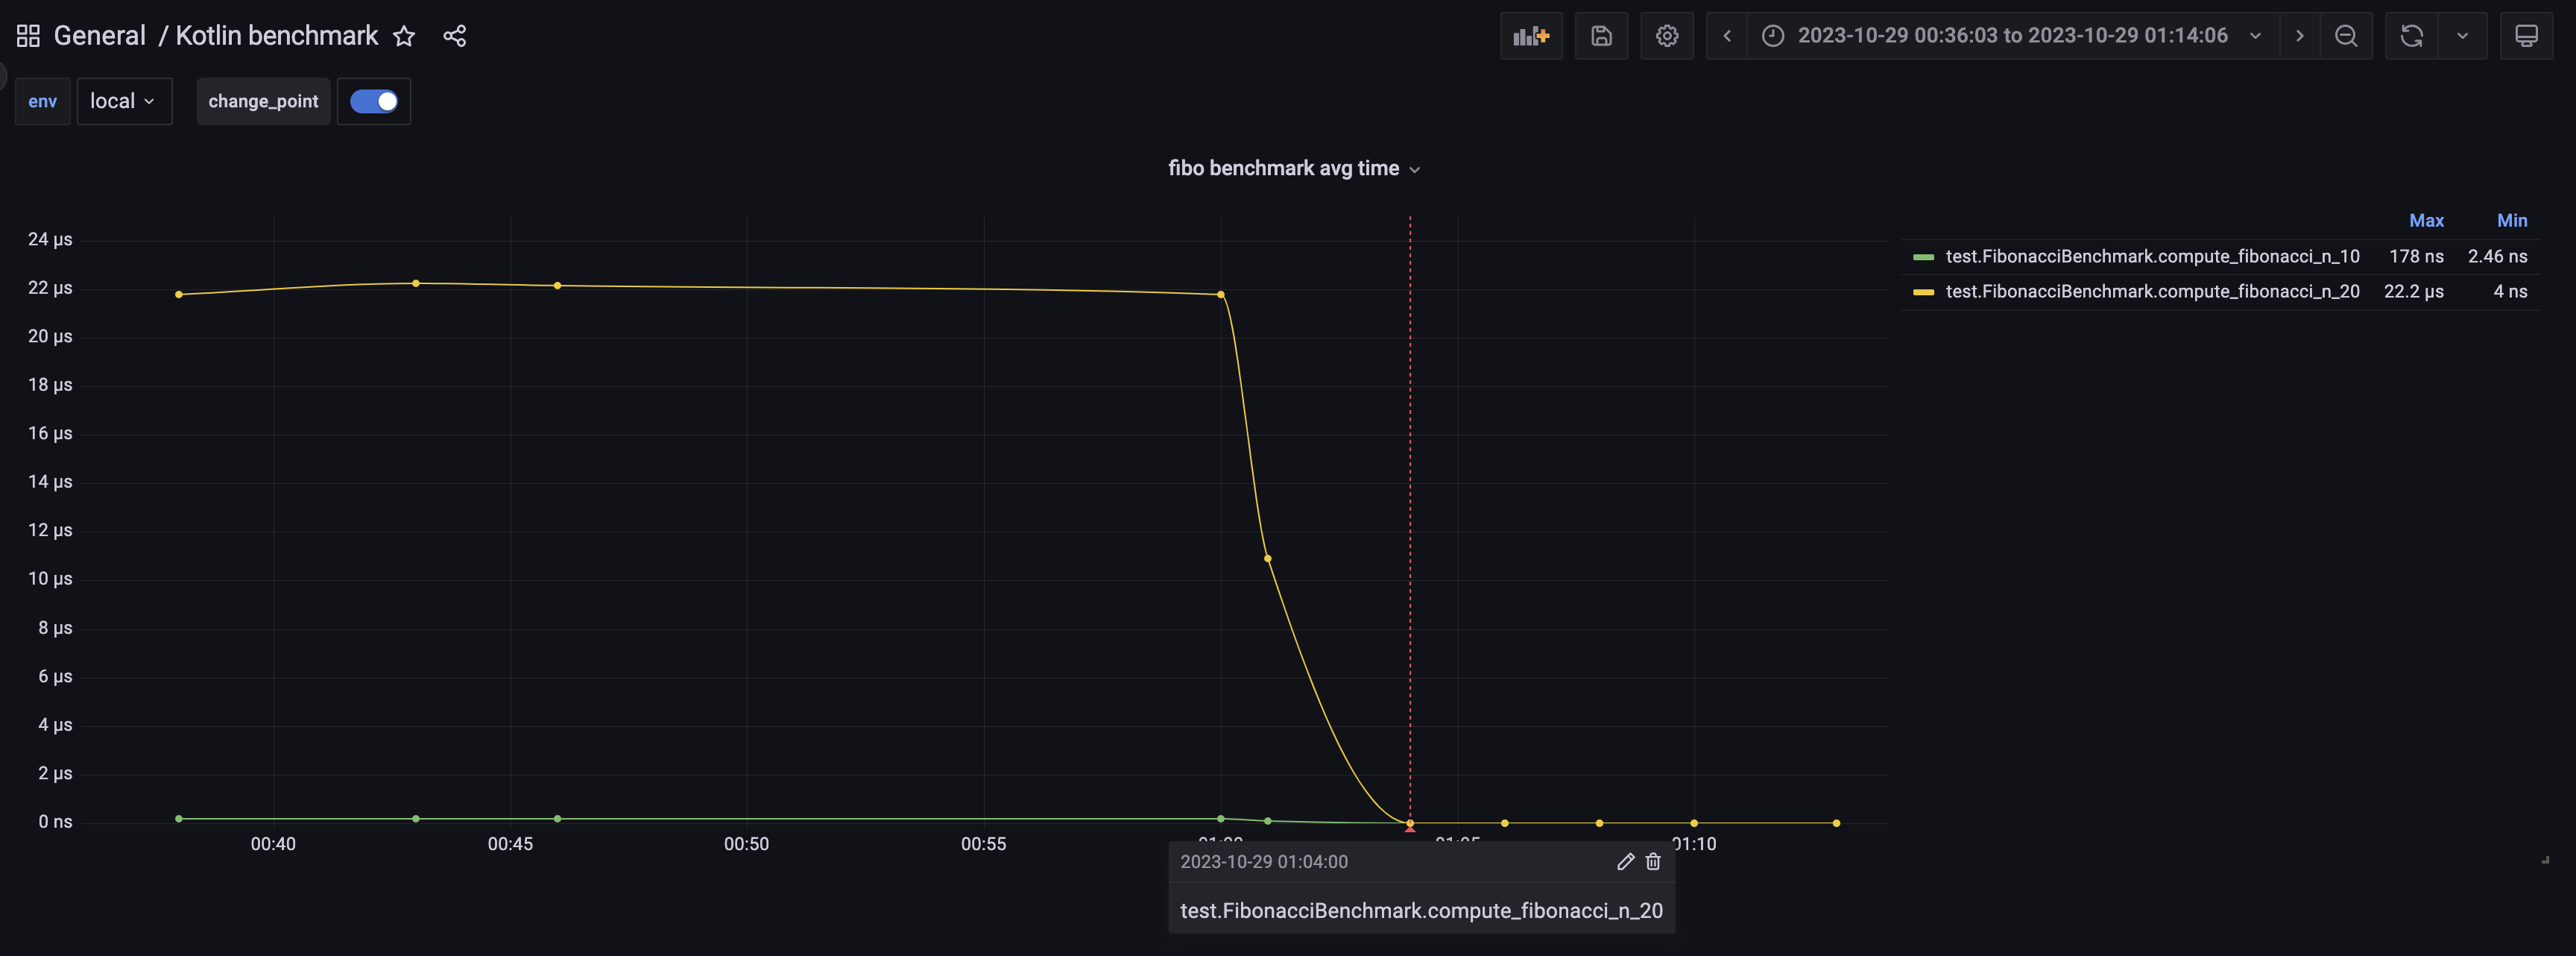 General / Kotlin benchmark
2023-10-29 00:36:03 to 2023-10-29 01:14:06
env local change_point
fibo benchmark avg time
Max Min
test.FibonacciBenchmark.compute_fibonacci_n_10 178 ns 2.46 ns
test.FibonacciBenchmark.compute_fibonacci_n_20 22.2 µs 4 ns
24 µs
22 µs
20 µs
18 µs
16 µs
14 µs
12 µs
10 µs
8 µs
6 µs
4 µs
2 µs
0 ns
00:40 00:45 00:50 00:55 01:10
2023-10-29 01:04:00
test.FibonacciBenchmark.compute_fibonacci_n_20